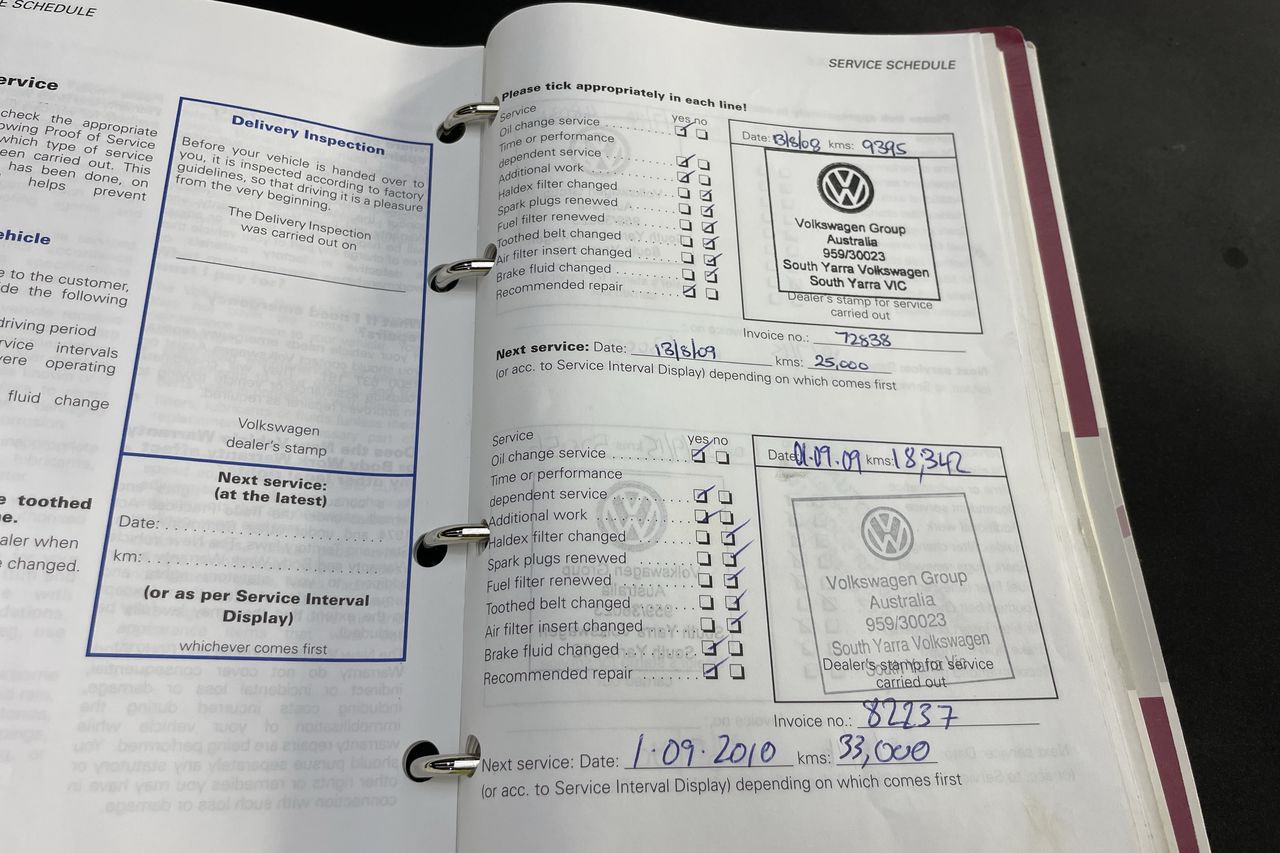 E SCHEDULE
ervice
check the appropriate
owing Proof of Service
which type of service
een carried out. This
has been done, on
helps prevent
ehicle
e to the customer,
ide the following
driving period
rvice intervals
vere operating
fluid change
e toothed
e.
aler when
e changed.
Delivery Inspection
Before your vehicle is handed over to
you, it is inspected according to factory
guidelines, so that driving it is a pleasure
from the very beginning.
The Delivery Inspection
was carried out on
Volkswagen
dealer's stamp
Next service:
(at the latest)
Date:
km:
(or as per Service Interval
Display)
whichever comes first
SERVICE SCHEDULE
Please tick appropriately in each line!
Service yes no
Oil change service
Time or performance
dependent service
Additional work
Haldex filter changed
Spark plugs renewed
Fuel filter renewed
Toothed belt changed
Air filter insert changed
Brake fluid changed
Recommended repair
Date: 13/8/08 kms: 9395
Volkswagen Group
Australia
959/30023
South Yarra Volkswagen
South Yarra VIC
Dealer's stamp for service
carried out
Invoice no.: 72838
Next service: Date: 13/8/09 kms: 25,000
(or acc. to Service Interval Display) depending on which comes first
Service yes no
Oil change service
Time or performance
dependent service
Additional work
Haldex filter changed
Spark plugs renewed
Fuel filter renewed
Toothed belt changed
Air filter insert changed
Brake fluid changed
Recommended repair
Date 01.09.09 kms: 18,342
Volkswagen Group
Australia
959/30023
South Yarra Volkswagen
Dealer's stamp for service
carried out
Invoice no.: 82237
Next service: Date: 1.09.2010 kms: 33,000
(or acc. to Service Interval Display) depending on which comes first